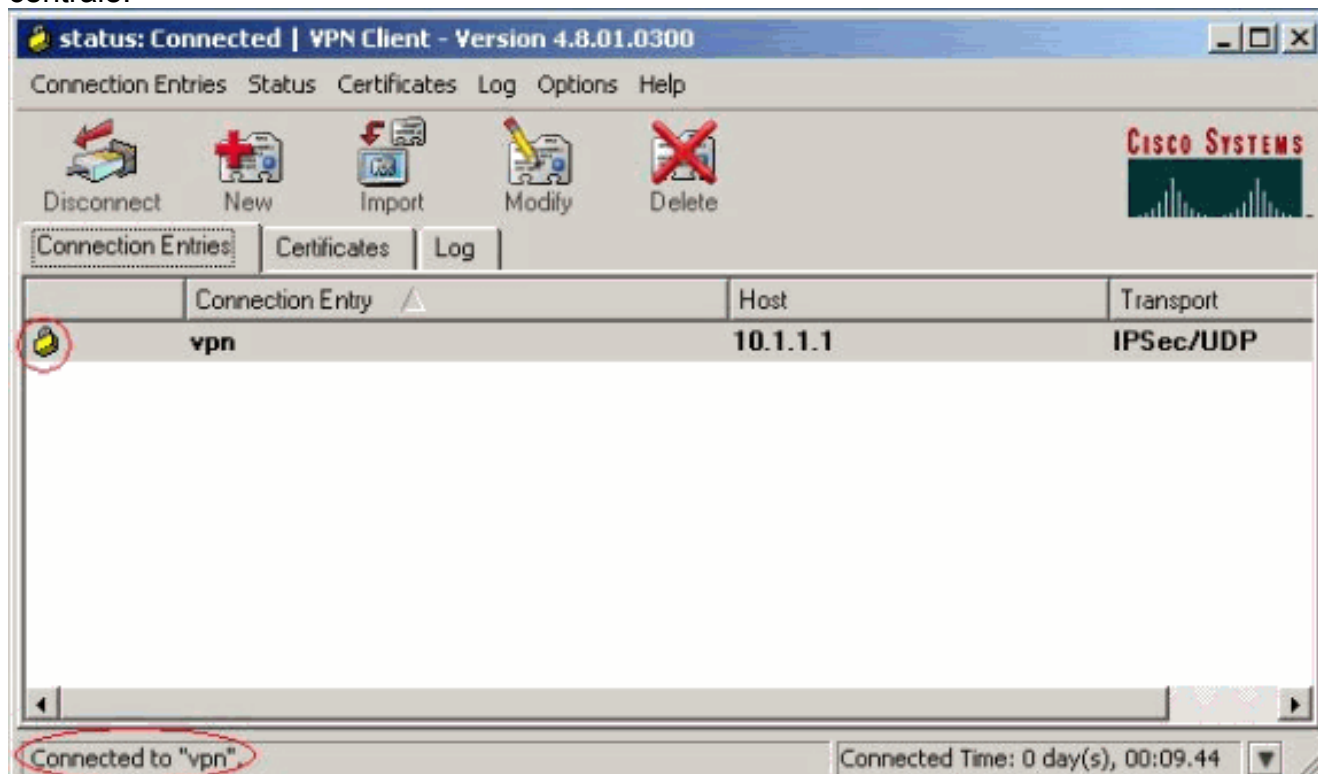 centrale.
status: Connected | VPN Client - Version 4.8.01.0300
Connection Entries Status Certificates Log Options Help
CISCO SYSTEMS
Disconnect New Import Modify Delete
Connection Entries Certificates Log
Connection Entry Host Transport
vpn 10.1.1.1 IPSec/UDP
Connected to "vpn". Connected Time: 0 day(s), 00:09.44